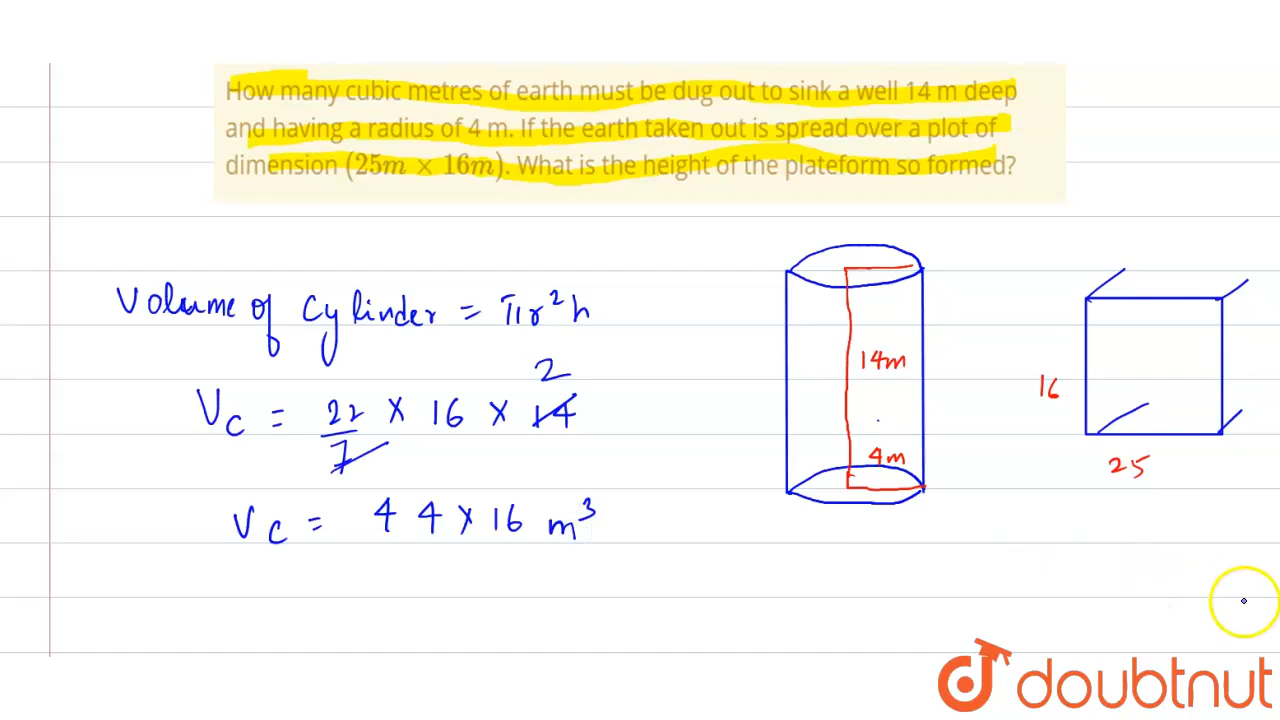 How many cubic metres of earth must be dug out to sink a well 14 m deep
and having a radius of 4 m. If the earth taken out is spread over a plot of
dimension (25m × 16m). What is the height of the plateform so formed?
Volume of Cylinder = πr²h
2
V_C = 22/7 × 16 × 14
V_C = 44 × 16 m³
14m
4m
16
25
doubtnut